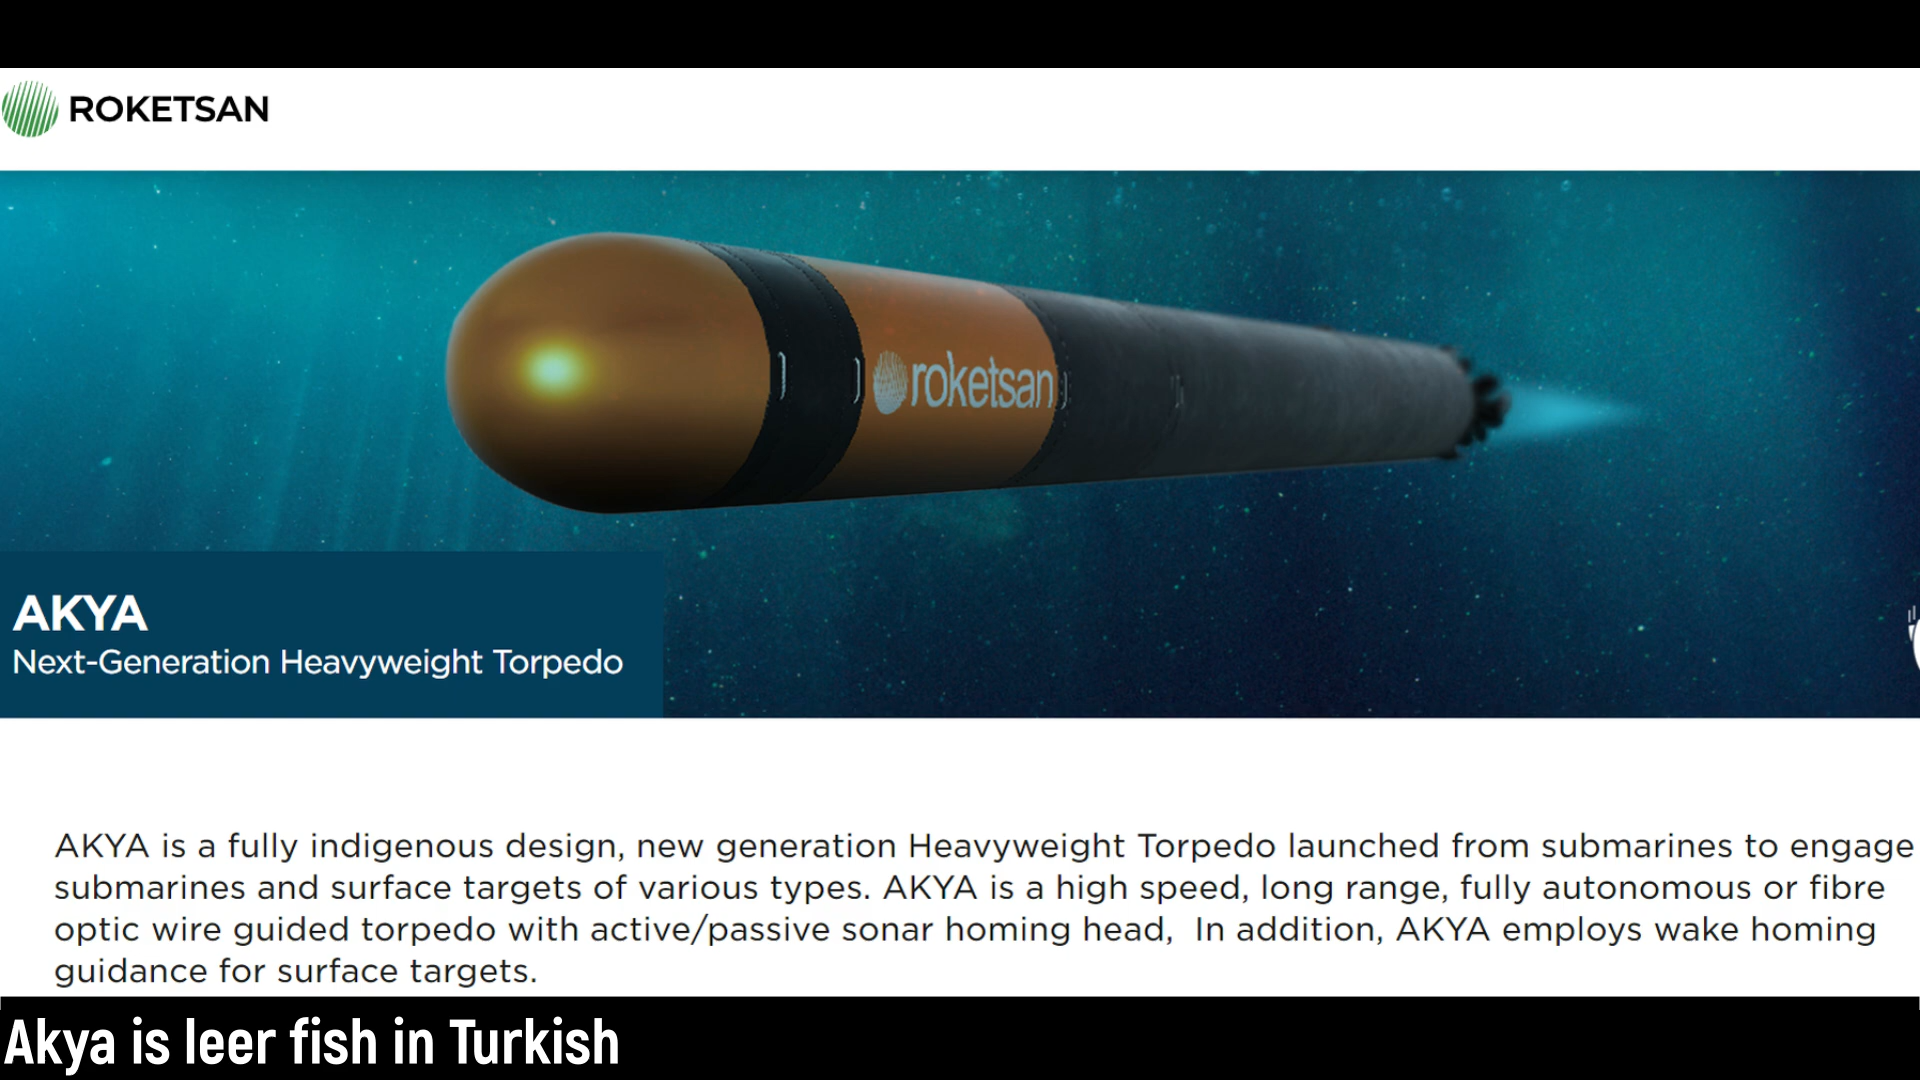 ROKETSAN
roketsan
AKYA
Next-Generation Heavyweight Torpedo
AKYA is a fully indigenous design, new generation Heavyweight Torpedo launched from submarines to engage
submarines and surface targets of various types. AKYA is a high speed, long range, fully autonomous or fibre
optic wire guided torpedo with active/passive sonar homing head,  In addition, AKYA employs wake homing
guidance for surface targets.
Akya is leer fish in Turkish